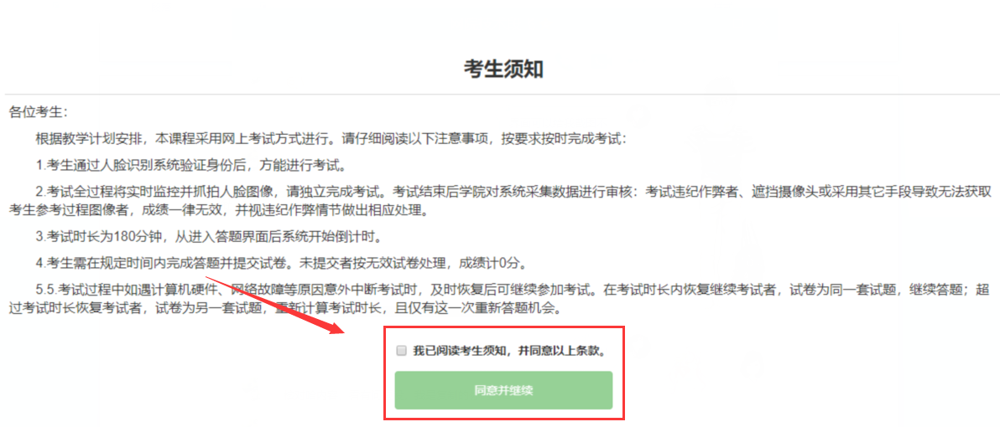 考生须知
各位考生：
根据教学计划安排，本课程采用网上考试方式进行。请仔细阅读以下注意事项，按要求按时完成考试：
1.考生通过人脸识别系统验证身份后，方能进行考试。
2.考试全过程将实时监控并抓拍人脸图像，请独立完成考试。考试结束后学院对系统采集数据进行审核：考试违纪作弊者、遮挡摄像头或采用其它手段导致无法获取
考生参考过程图像者，成绩一律无效，并视违纪作弊情节做出相应处理。
3.考试时长为180分钟，从进入答题界面后系统开始倒计时。
4.考生需在规定时间内完成答题并提交试卷。未提交者按无效试卷处理，成绩计0分。
5.5.考试过程中如遇计算机硬件、网络故障等原因意外中断考试时，及时恢复后可继续参加考试。在考试时长内恢复继续考试者，试卷为同一套试题，继续答题；超
过考试时长恢复考试者，试卷为另一套试题，重新计算考试时长，且仅有这一次重新答题机会。
我已阅读考生须知，并同意以上条款。
同意并继续